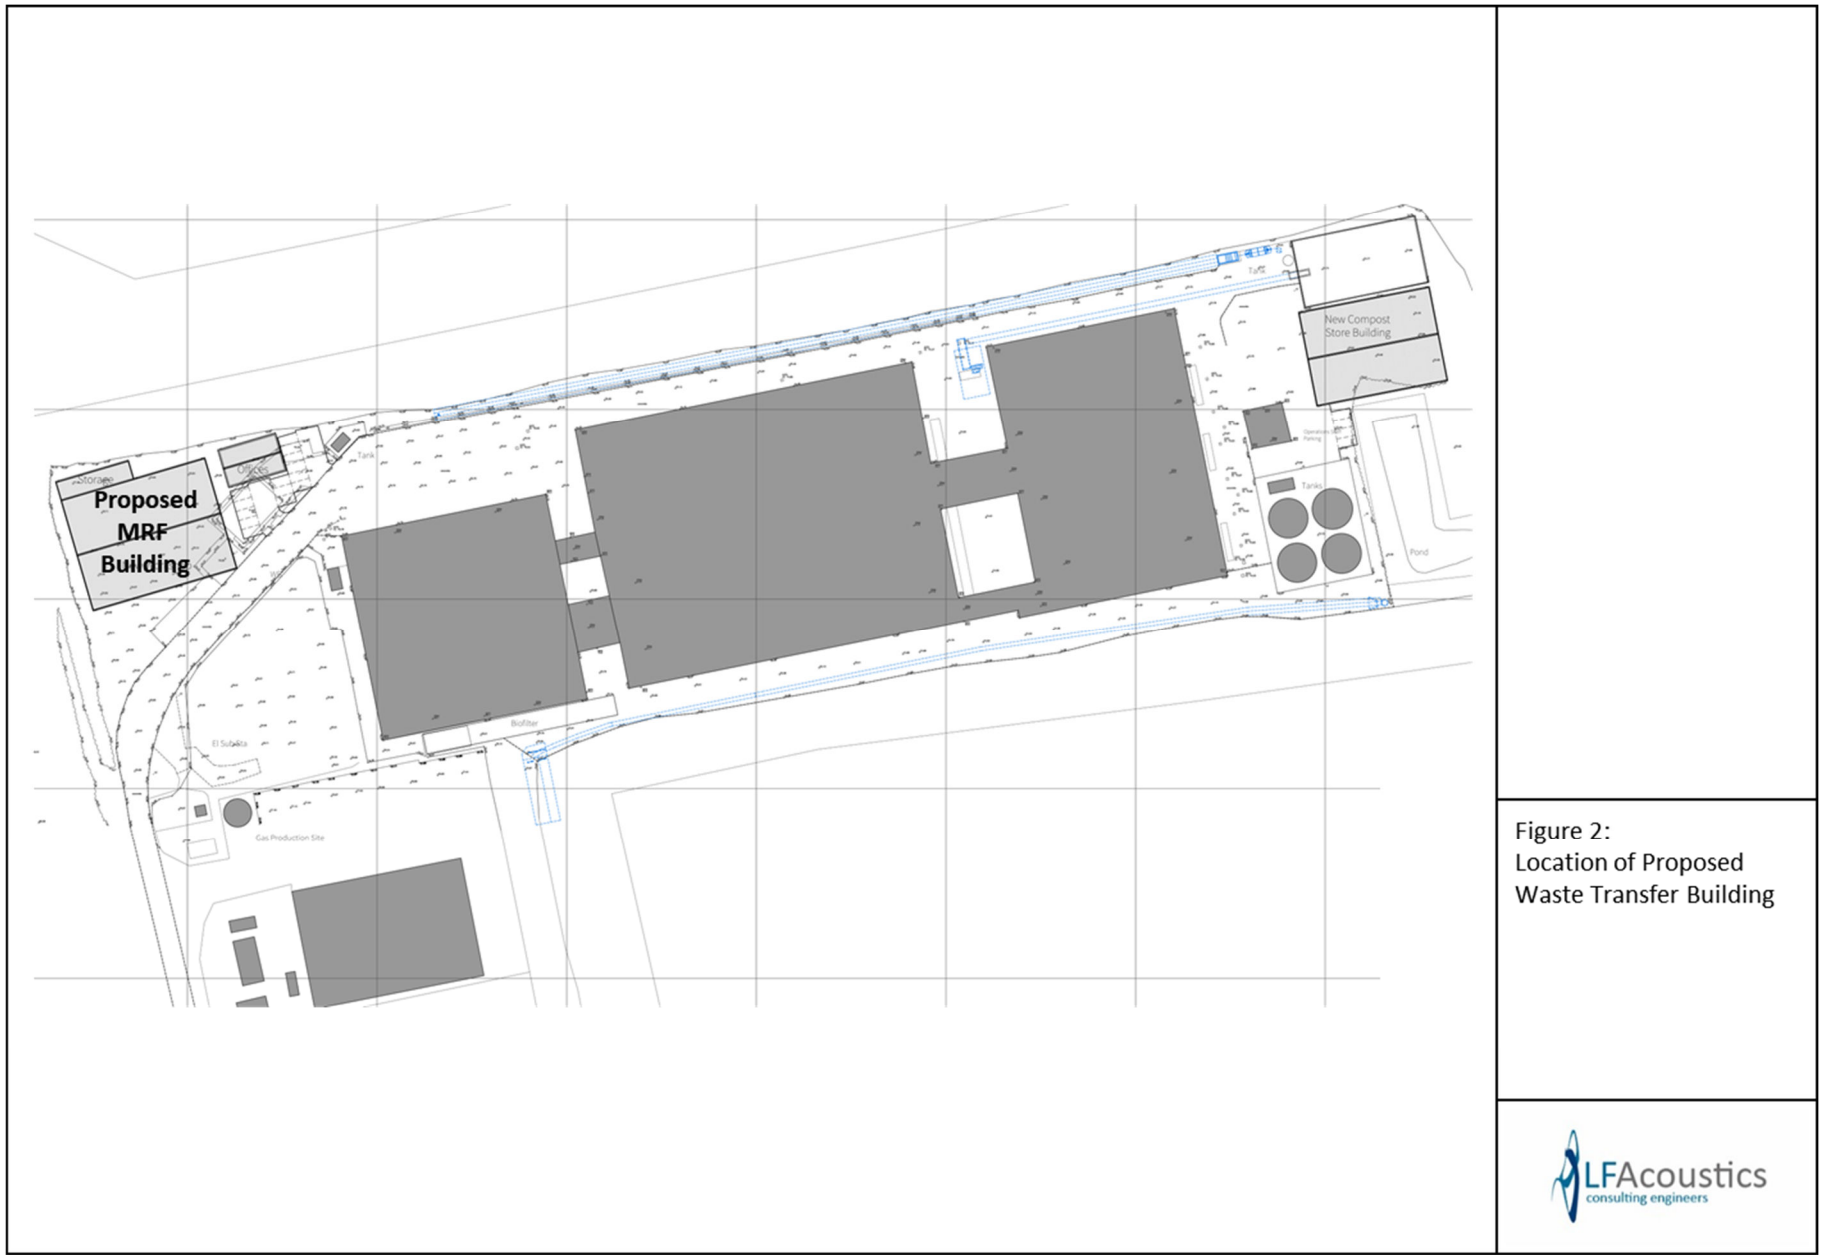 Tank
New Compost
Store Building
Offices
Tank
Storage
Proposed
MRF
Building
Operations
Parking
Tanks
Pond
Biofilter
El Sub Sta
Gas Production Site
Figure 2:
Location of Proposed
Waste Transfer Building
LFAcoustics
consulting engineers